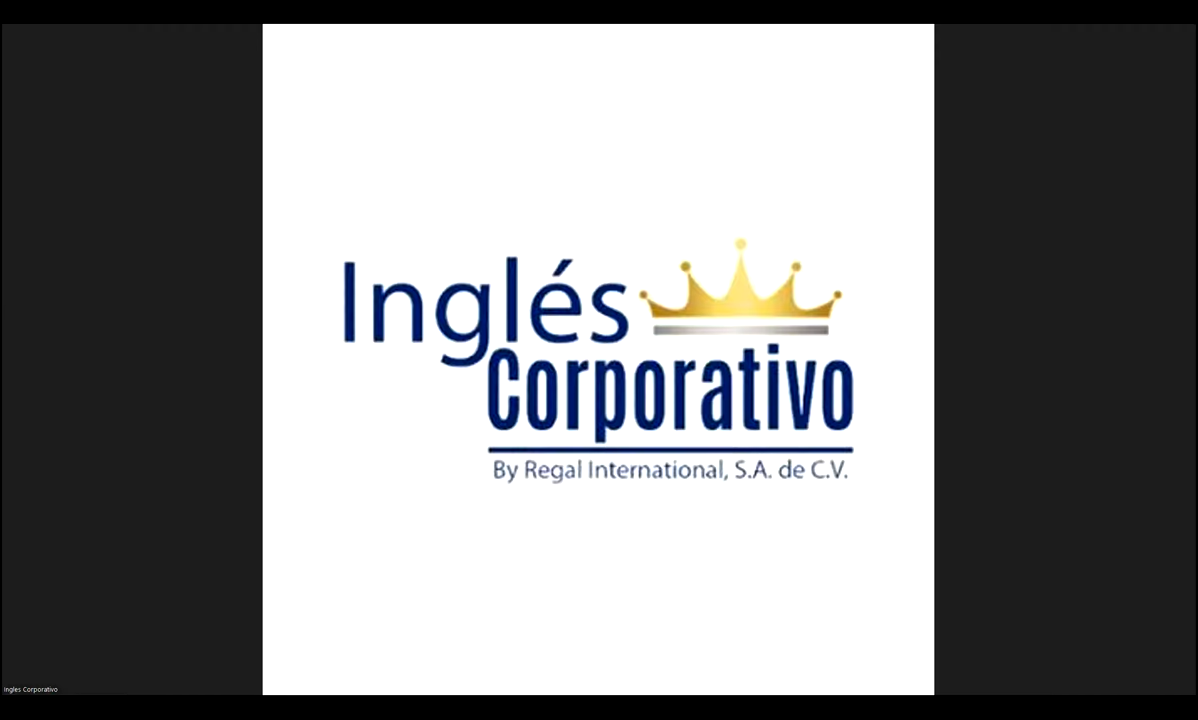 Inglés
Corporativo
By Regal International, S.A. de C.V.
Ingles Corporativo